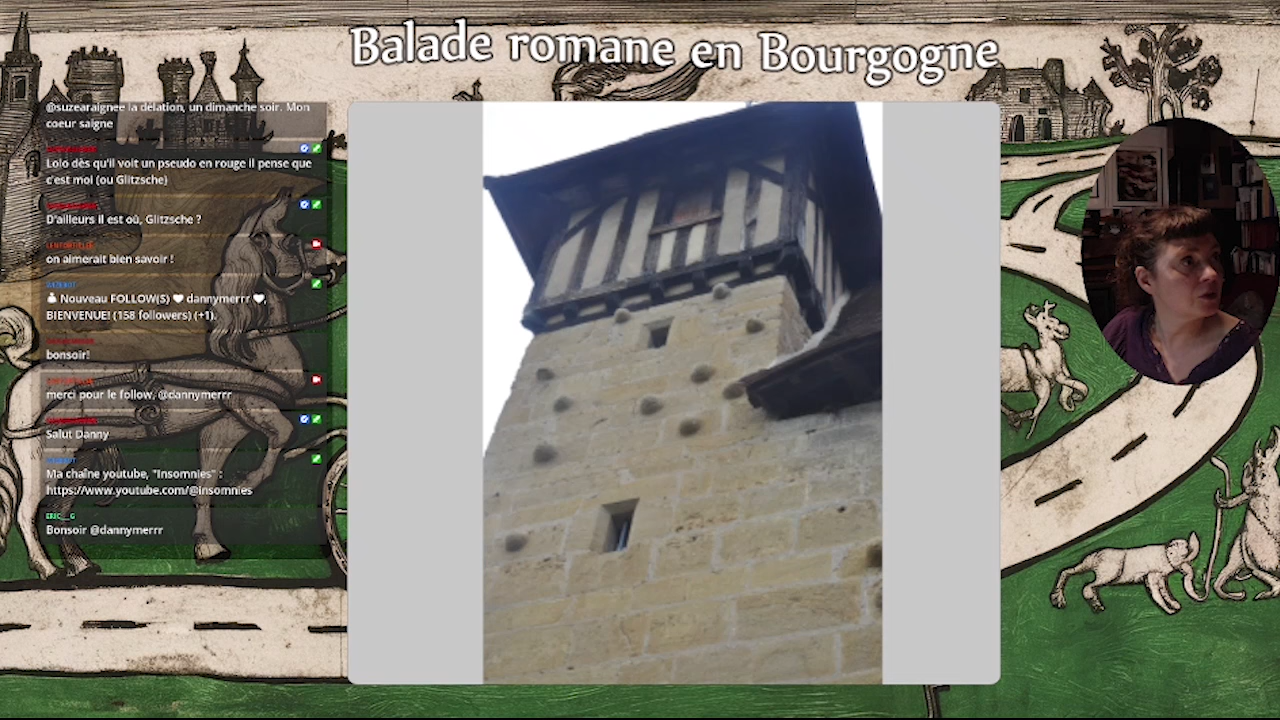 Balade romane en Bourgogne
@suzearaignee la délation, un dimanche soir. Mon
coeur saigne
Lolo dès qu'il voit un pseudo en rouge il pense que
c'est moi (ou Glitzsche)
D'ailleurs il est où, Glitzsche ?
on aimerait bien savoir !
Nouveau FOLLOW(S) ♥ dannymerrr ♥,
BIENVENUE! (158 followers) (+1).
bonsoir!
merci pour le follow, @dannymerrr
Salut Danny
Ma chaîne youtube, "Insomnies" :
https://www.youtube.com/@insomnies
ERIC__G
Bonsoir @dannymerrr